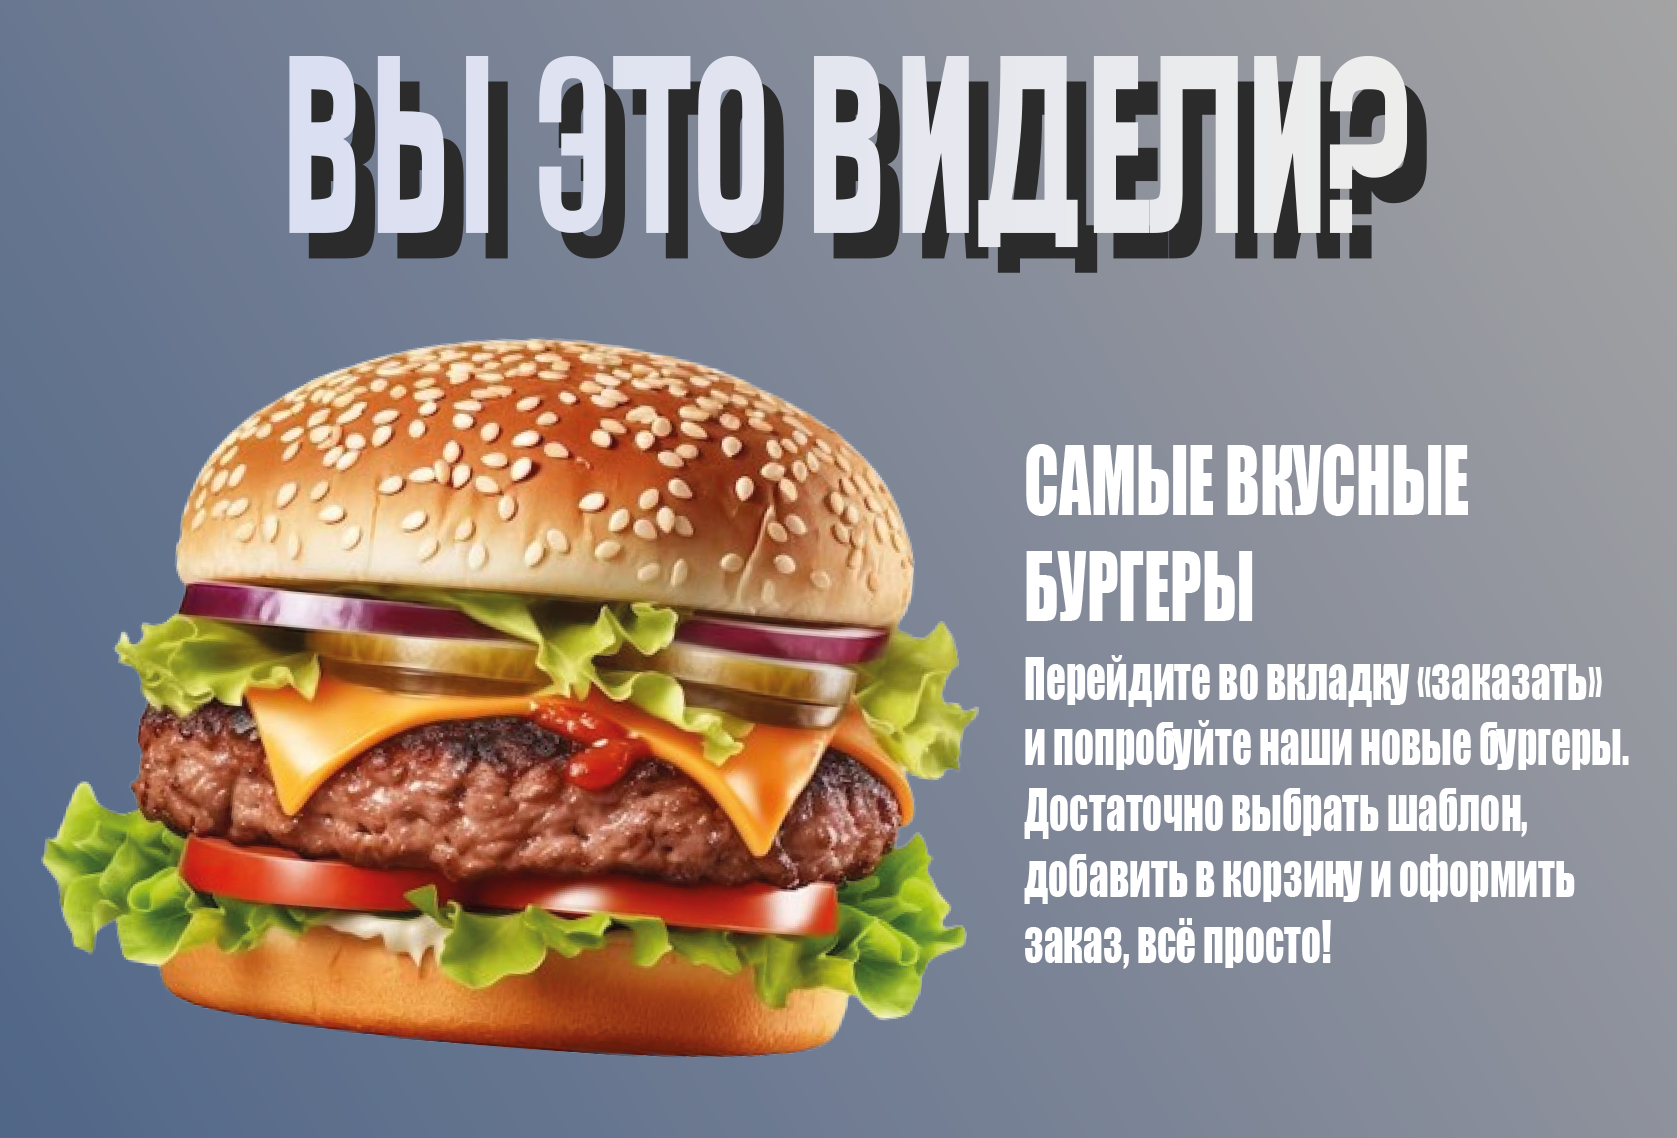 ВЫ ЭТО ВИДЕЛИ?
САМЫЕ ВКУСНЫЕ
БУРГЕРЫ
Перейдите во вкладку «заказать»
и попробуйте наши новые бургеры.
Достаточно выбрать шаблон,
добавить в корзину и оформить
заказ, всё просто!